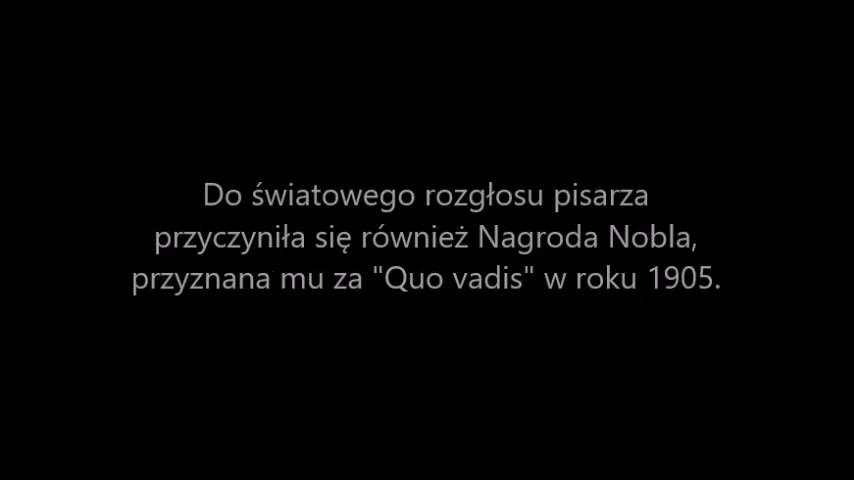 Do światowego rozgłosu pisarza
przyczyniła się również Nagroda Nobla,
przyznana mu za "Quo vadis" w roku 1905.